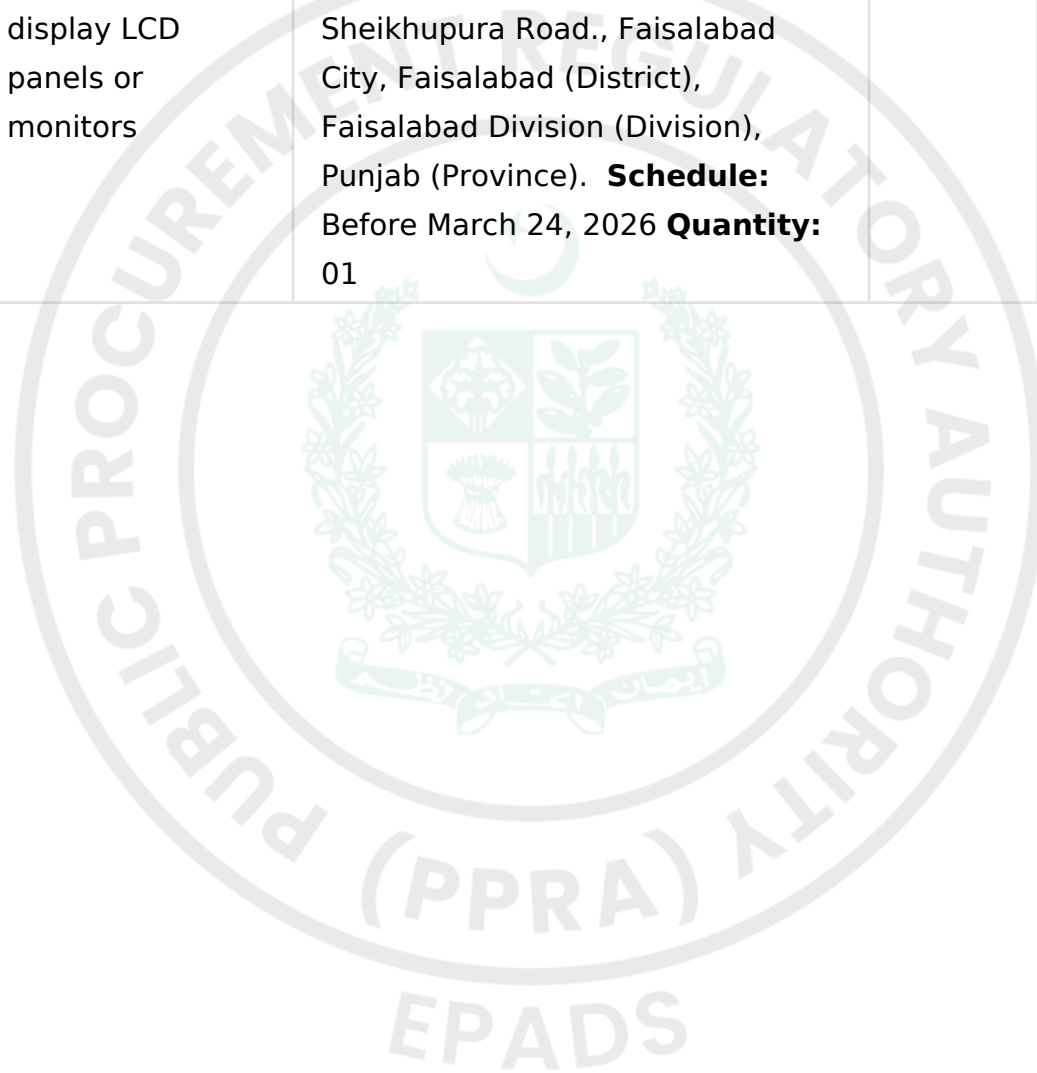 display LCD
panels or
monitors
Sheikhupura Road., Faisalabad
City, Faisalabad (District),
Faisalabad Division (Division),
Punjab (Province).  Schedule:
Before March 24, 2026 Quantity:
01
PUBLIC PROCUREMENT REGULATORY AUTHORITY
(PPRA)
EPADS